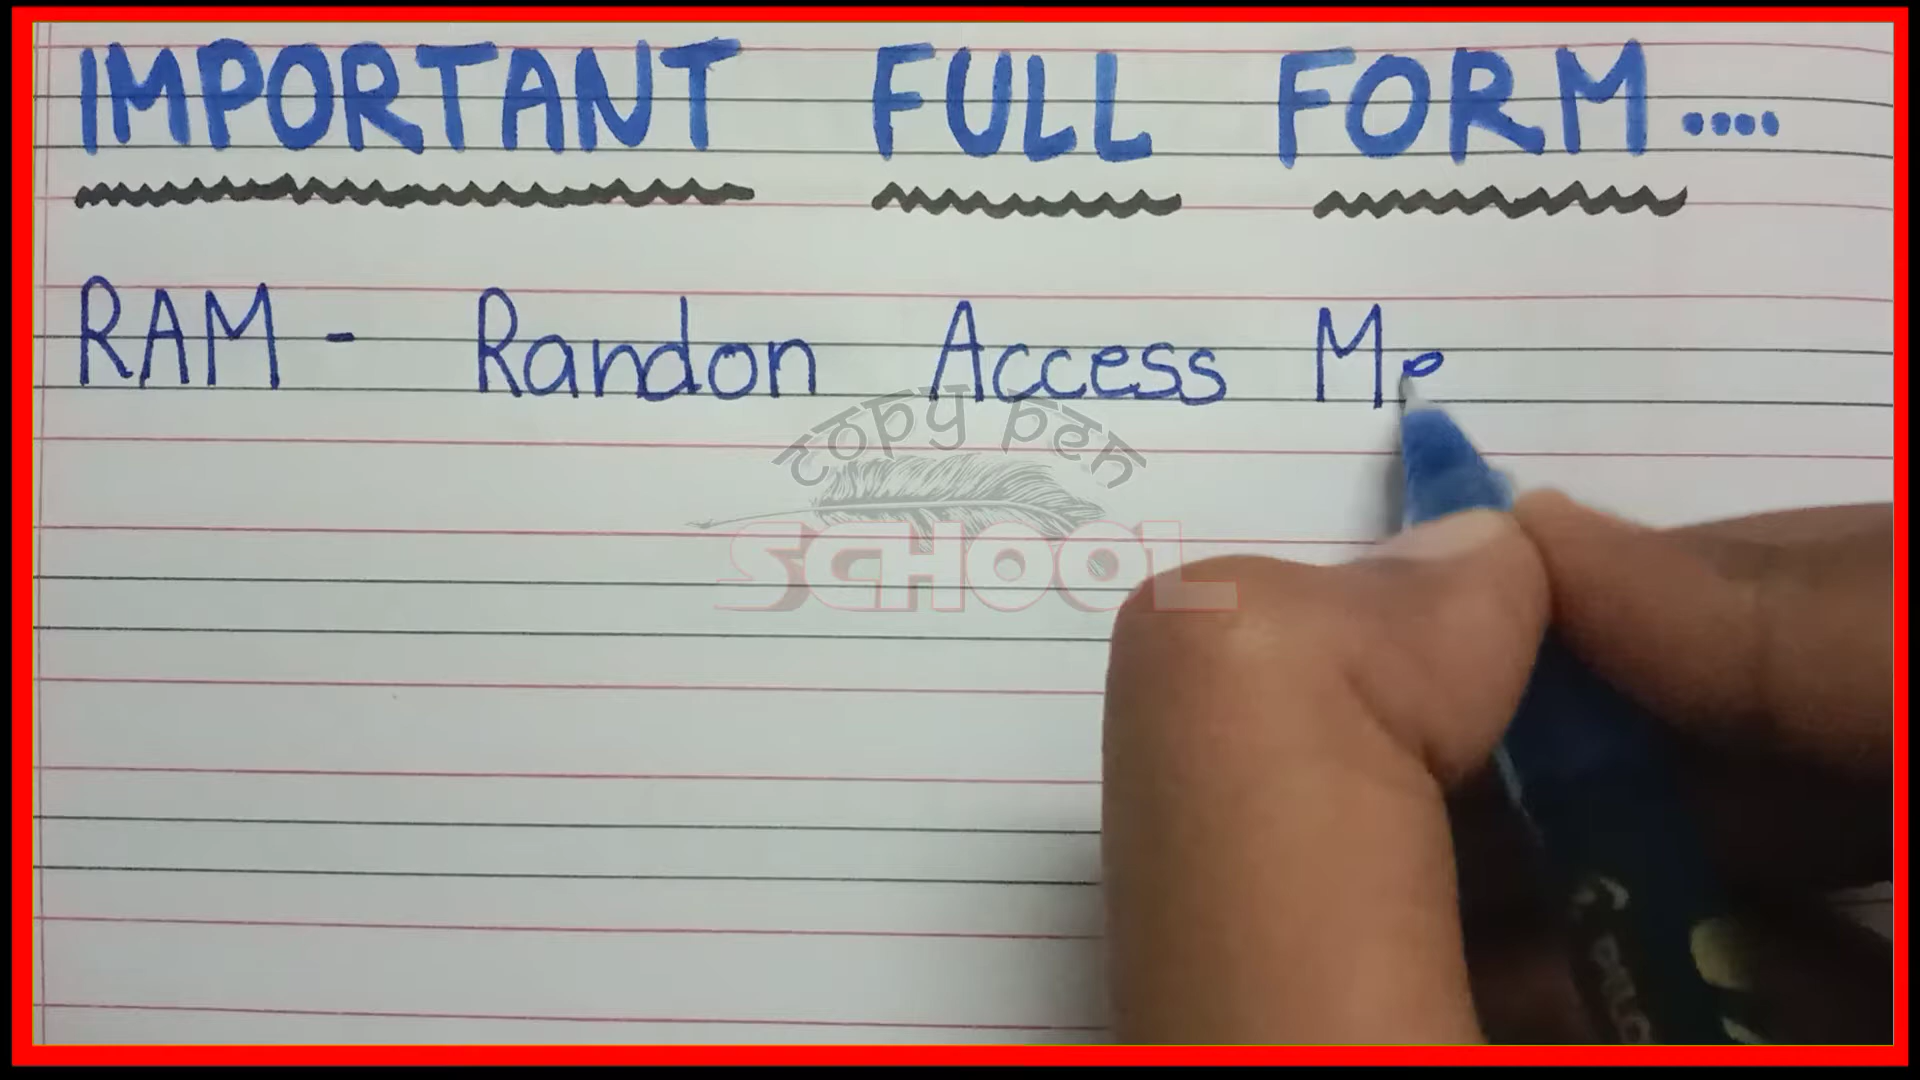 IMPORTANT FULL FORM....
RAM - Randon Access Me
copy pen
SCHOOL